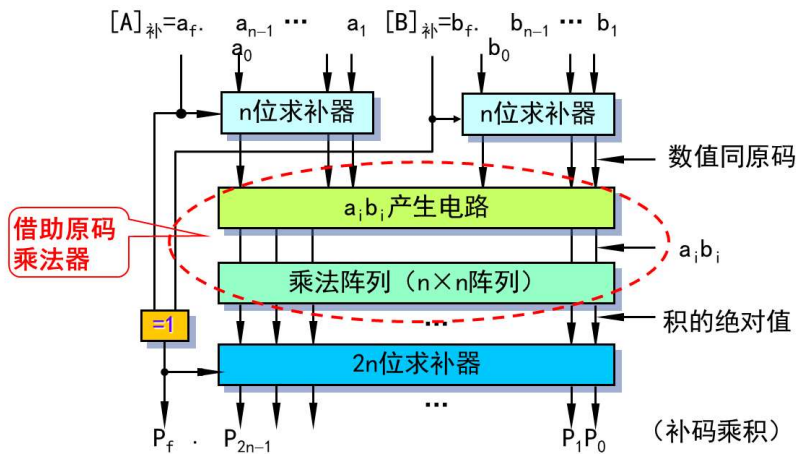 [A]补=af. an-1 ··· a1 [B]补=bf. bn-1 ··· b1
a0 b0
n位求补器 n位求补器
数值同原码
aibi产生电路
借助原码
乘法器
aibi
乘法阵列（n×n阵列）
=1
···
积的绝对值
2n位求补器
···
Pf . P2n-1 P1P0 （补码乘积）